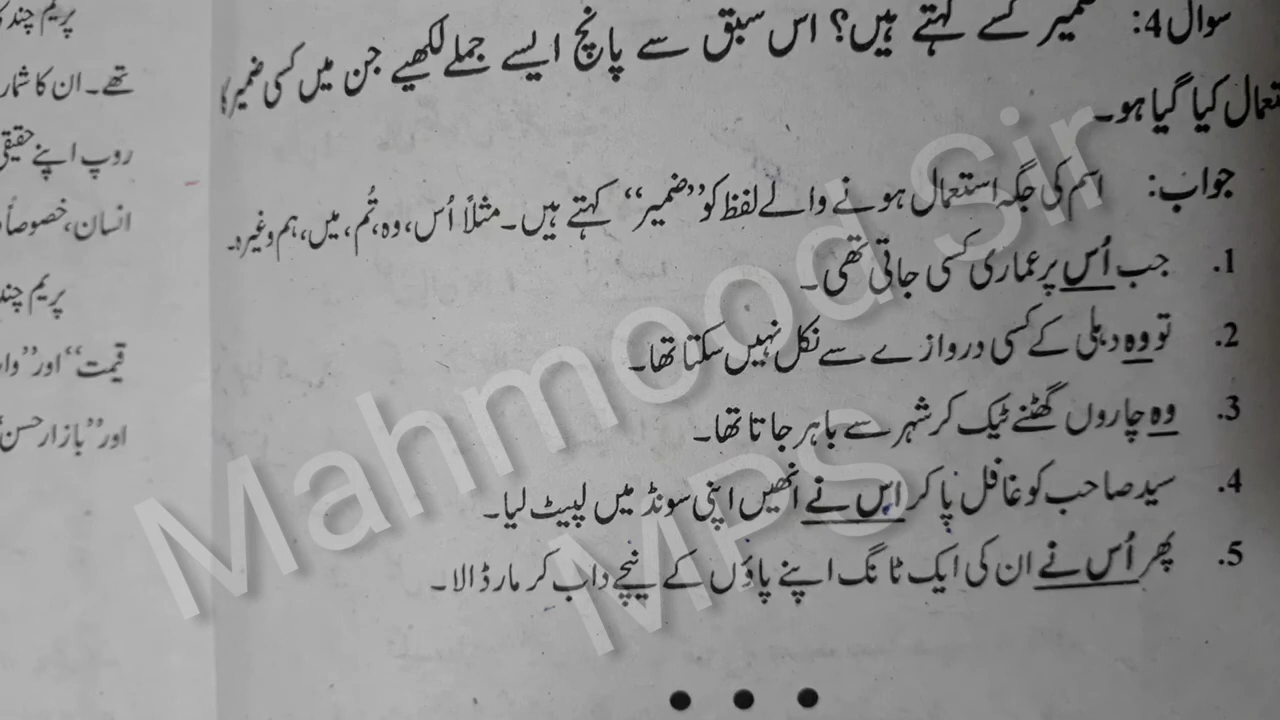 سوال 4: ضمیر کسے کہتے ہیں؟ اس سبق سے پانچ ایسے جملے لکھیے جن میں کسی ضمیر کا
تعمال کیا گیا ہو۔
جواب: اسم کی جگہ استعمال ہونے والے لفظ کو ”ضمیر“ کہتے ہیں۔ مثلاً اُس، وہ، تُم، میں، ہم وغیرہ۔
1. جب اُس پر عماری کسی جاتی تھی۔
2. تو وہ دہلی کے کسی دروازے سے نکل نہیں سکتا تھا۔
3. وہ چاروں گھٹنے ٹیک کر شہر سے باہر جاتا تھا۔
4. سید صاحب کو غافل پا کر اس نے انھیں اپنی سونڈ میں لپیٹ لیا۔
5. پھر اُس نے ان کی ایک ٹانگ اپنے پاؤں کے نیچے داب کر مار ڈالا۔
پریم چند
تھے۔ ان کا شمار
روپ اپنے حقیقی
انسان، خصوصاً
پریم چند
قیمت“ اور ”وا
اور ”بازار حسن
Mahmood Sir
MPS